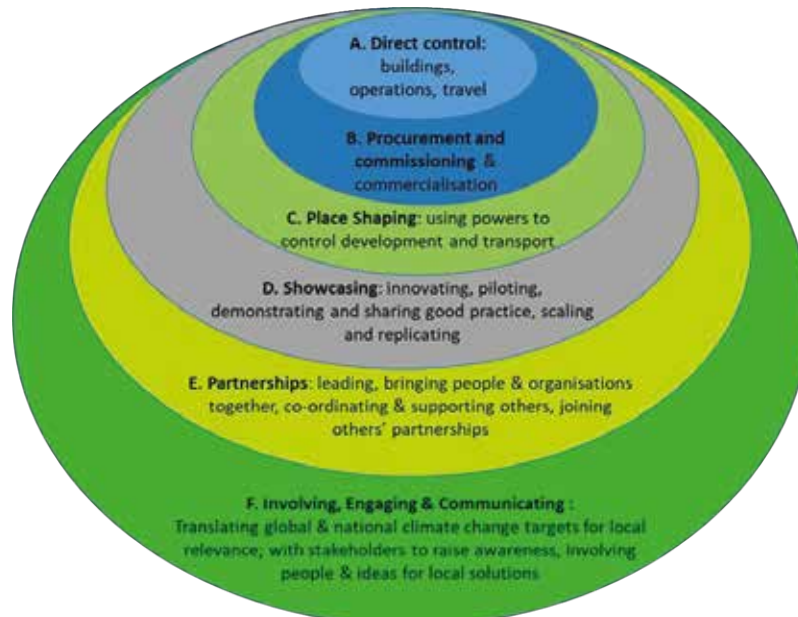 A. Direct control:
buildings,
operations, travel
B. Procurement and
commissioning &
commercialisation
C. Place Shaping: using powers to
control development and transport
D. Showcasing: innovating, piloting,
demonstrating and sharing good practice, scaling
and replicating
E. Partnerships: leading, bringing people & organisations
together, co-ordinating & supporting others, joining
others' partnerships
F. Involving, Engaging & Communicating :
Translating global & national climate change targets for local
relevance; with stakeholders to raise awareness, involving
people & ideas for local solutions